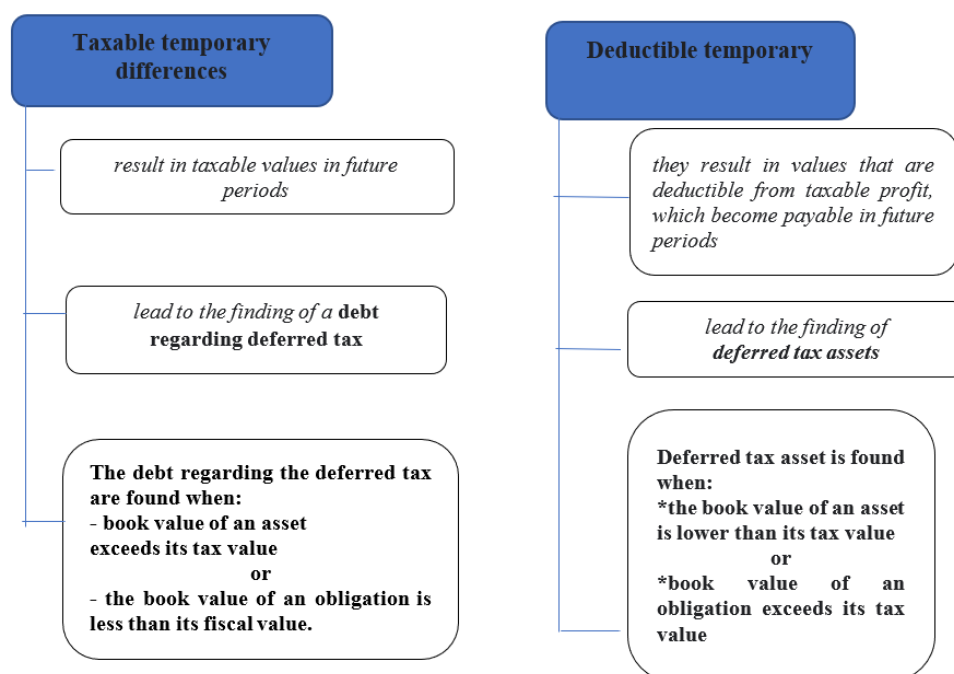 Taxable temporary
differences
result in taxable values in future
periods
lead to the finding of a debt
regarding deferred tax
The debt regarding the deferred tax
are found when:
- book value of an asset
exceeds its tax value
or
- the book value of an obligation is
less than its fiscal value.
Deductible temporary
they result in values that are
deductible from taxable profit,
which become payable in future
periods
lead to the finding of
deferred tax assets
Deferred tax asset is found
when:
*the book value of an asset
is lower than its tax value
or
*book value of an
obligation exceeds its tax
value